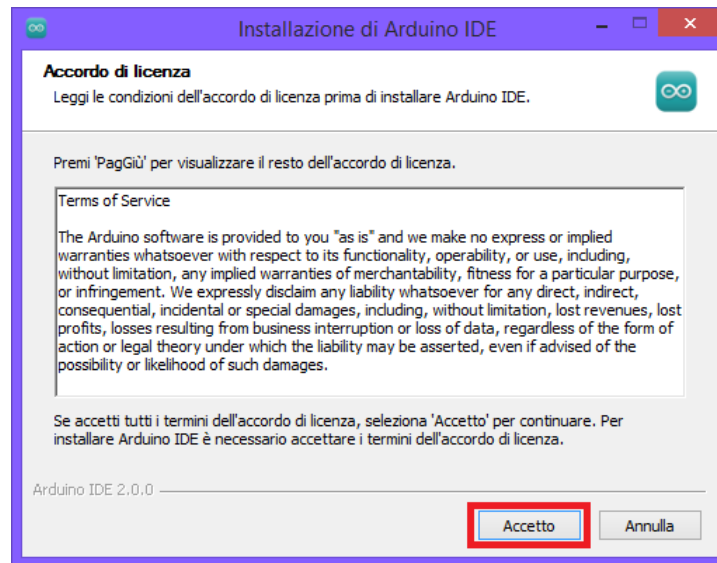 Installazione di Arduino IDE
Accordo di licenza
Leggi le condizioni dell'accordo di licenza prima di installare Arduino IDE.
Premi 'PagGiù' per visualizzare il resto dell'accordo di licenza.
Terms of Service
The Arduino software is provided to you "as is" and we make no express or implied
warranties whatsoever with respect to its functionality, operability, or use, including,
without limitation, any implied warranties of merchantability, fitness for a particular purpose,
or infringement. We expressly disclaim any liability whatsoever for any direct, indirect,
consequential, incidental or special damages, including, without limitation, lost revenues, lost
profits, losses resulting from business interruption or loss of data, regardless of the form of
action or legal theory under which the liability may be asserted, even if advised of the
possibility or likelihood of such damages.
Se accetti tutti i termini dell'accordo di licenza, seleziona 'Accetto' per continuare. Per
installare Arduino IDE è necessario accettare i termini dell'accordo di licenza.
Arduino IDE 2.0.0
Accetto
Annulla